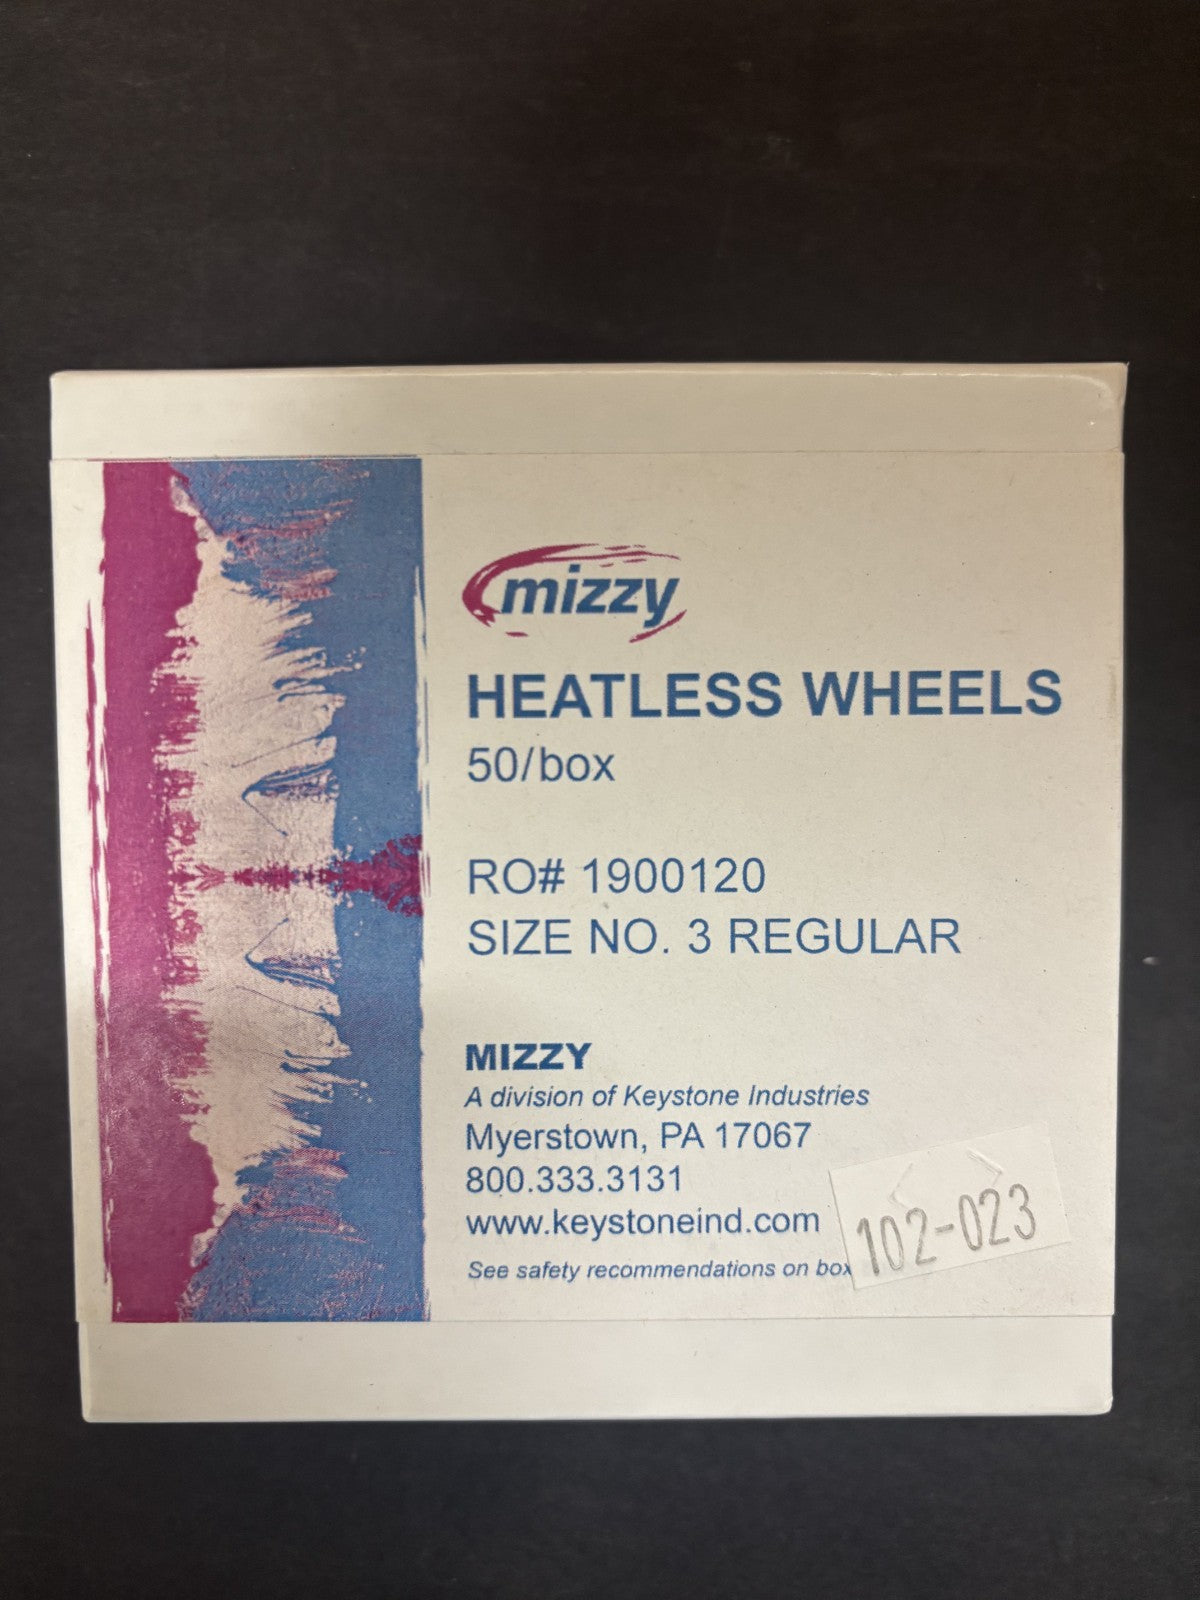 mizzy
HEATLESS WHEELS
50/box
RO# 1900120
SIZE NO. 3 REGULAR
MIZZY
A division of Keystone Industries
Myerstown, PA 17067
800.333.3131
www.keystoneind.com
See safety recommendations on box
102-023